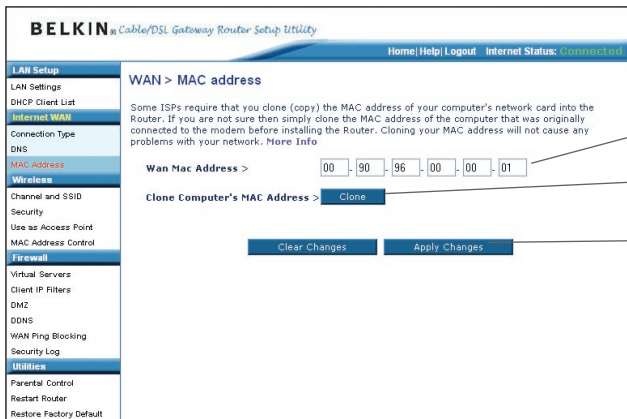 BELKIN® Cable/DSL Gateway Router Setup Utility
Home|Help|Logout Internet Status: Connected
LAN Setup
LAN Settings
DHCP Client List
Internet WAN
Connection Type
DNS
MAC Address
Wireless
Channel and SSID
Security
Use as Access Point
MAC Address Control
Firewall
Virtual Servers
Client IP Filters
DMZ
DDNS
WAN Ping Blocking
Security Log
Utilities
Parental Control
Restart Router
Restore Factory Default
WAN > MAC address
Some ISPs require that you clone (copy) the MAC address of your computer's network card into the
Router. If you are not sure then simply clone the MAC address of the computer that was originally
connected to the modem before installing the Router. Cloning your MAC address will not cause any
problems with your network. More Info
Wan Mac Address > 00 . 90 . 96 . 00 . 00 . 01
Clone Computer's MAC Address > Clone
Clear Changes Apply Changes